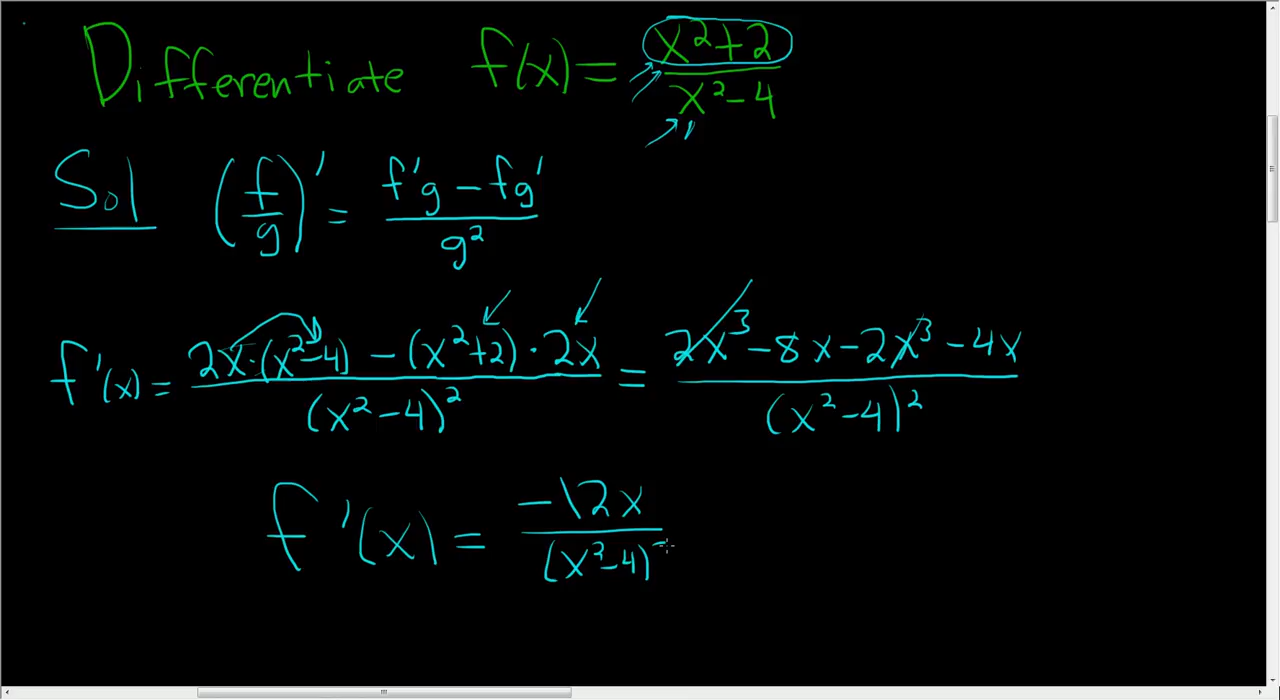 Differentiate f(x) = (x² + 2)/(x² - 4)
Sol (f/g)' = (f'g - fg')/g²
f'(x) = (2x·(x² - 4) - (x² + 2)·2x)/(x² - 4)² = (2x³ - 8x - 2x³ - 4x)/(x² - 4)²
f'(x) = -12x/(x² - 4)